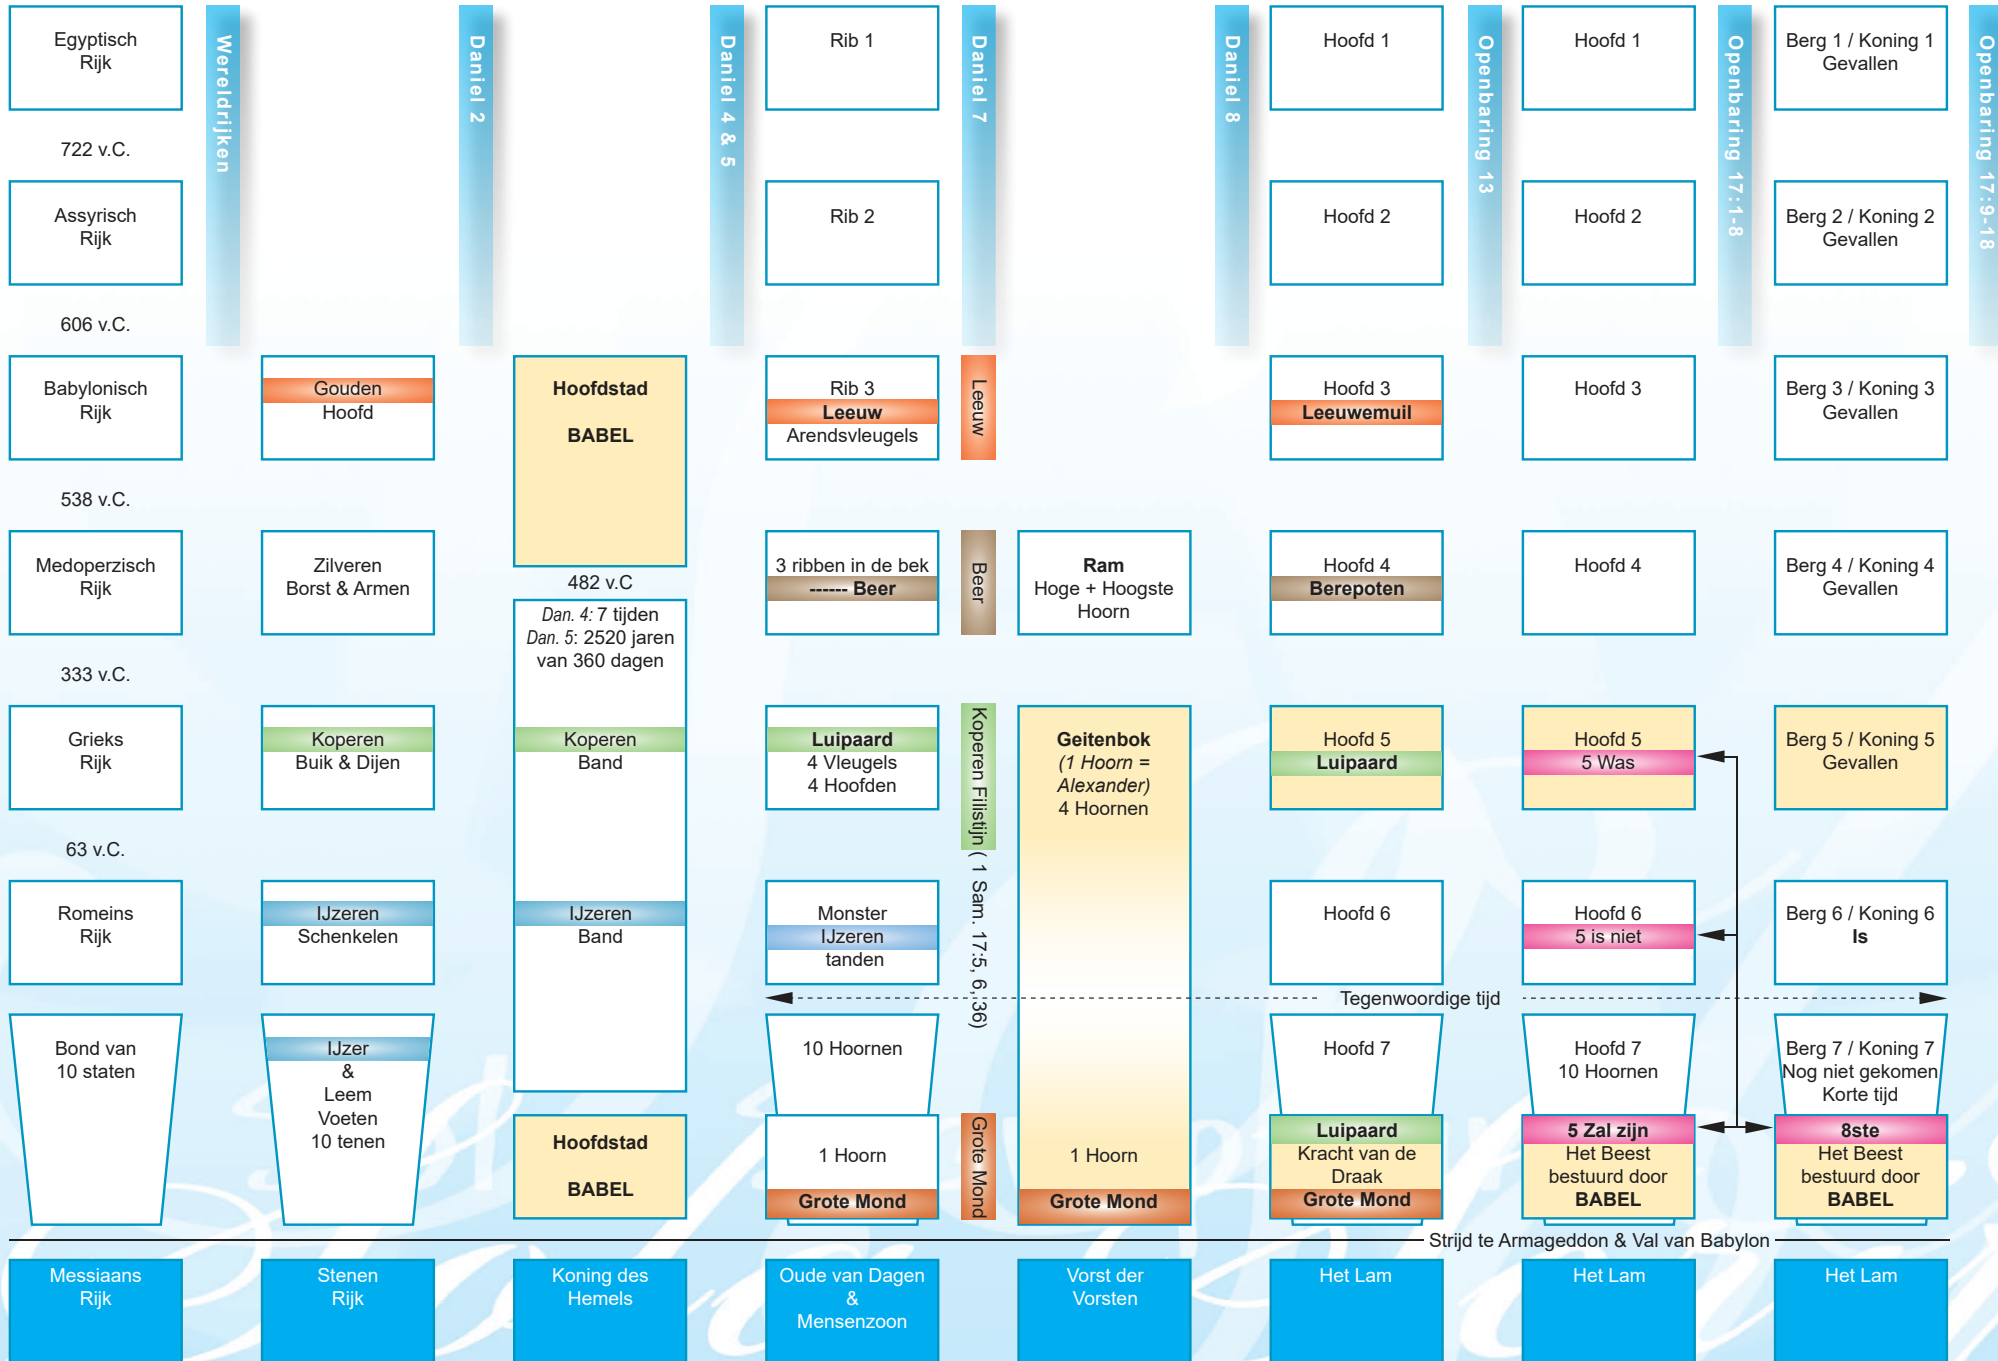 Egyptisch
Rijk
722 v.C.
Assyrisch
Rijk
606 v.C.
Babylonisch
Rijk
538 v.C.
Medoperzisch
Rijk
333 v.C.
Grieks
Rijk
63 v.C.
Romeins
Rijk
Bond van
10 staten
Messiaans
Rijk
Wereldrijken
Gouden
Hoofd
Zilveren
Borst & Armen
Koperen
Buik & Dijen
IJzeren
Schenkelen
IJzer
&
Leem
Voeten
10 tenen
Stenen
Rijk
Daniel 2
Hoofdstad
BABEL
482 v.C
Dan. 4: 7 tijden
Dan. 5: 2520 jaren
van 360 dagen
Koperen
Band
IJzeren
Band
Hoofdstad
BABEL
Koning des
Hemels
Daniel 4 & 5
Rib 1
Rib 2
Rib 3
Leeuw
Arendsvleugels
3 ribben in de bek
------ Beer
Luipaard
4 Vleugels
4 Hoofden
Monster
IJzeren
tanden
10 Hoornen
1 Hoorn
Grote Mond
Oude van Dagen
&
Mensenzoon
Daniel 7
Leeuw
Beer
Koperen Filistijn ( 1 Sam. 17:5, 6, 36)
Grote Mond
Ram
Hoge + Hoogste
Hoorn
Geitenbok
(1 Hoorn =
Alexander)
4 Hoornen
1 Hoorn
Grote Mond
Vorst der
Vorsten
Daniel 8
Hoofd 1
Hoofd 2
Hoofd 3
Leeuwemuil
Hoofd 4
Berepoten
Hoofd 5
Luipaard
Hoofd 6
Tegenwoordige tijd
Hoofd 7
Luipaard
Kracht van de
Draak
Grote Mond
Strijd te Armageddon & Val van Babylon
Het Lam
Openbaring 13
Hoofd 1
Hoofd 2
Hoofd 3
Hoofd 4
Hoofd 5
5 Was
Hoofd 6
5 is niet
Hoofd 7
10 Hoornen
5 Zal zijn
Het Beest
bestuurd door
BABEL
Het Lam
Openbaring 17:1-8
Berg 1 / Koning 1
Gevallen
Berg 2 / Koning 2
Gevallen
Berg 3 / Koning 3
Gevallen
Berg 4 / Koning 4
Gevallen
Berg 5 / Koning 5
Gevallen
Berg 6 / Koning 6
Is
Berg 7 / Koning 7
Nog niet gekomen
Korte tijd
8ste
Het Beest
bestuurd door
BABEL
Het Lam
Openbaring 17:9-18